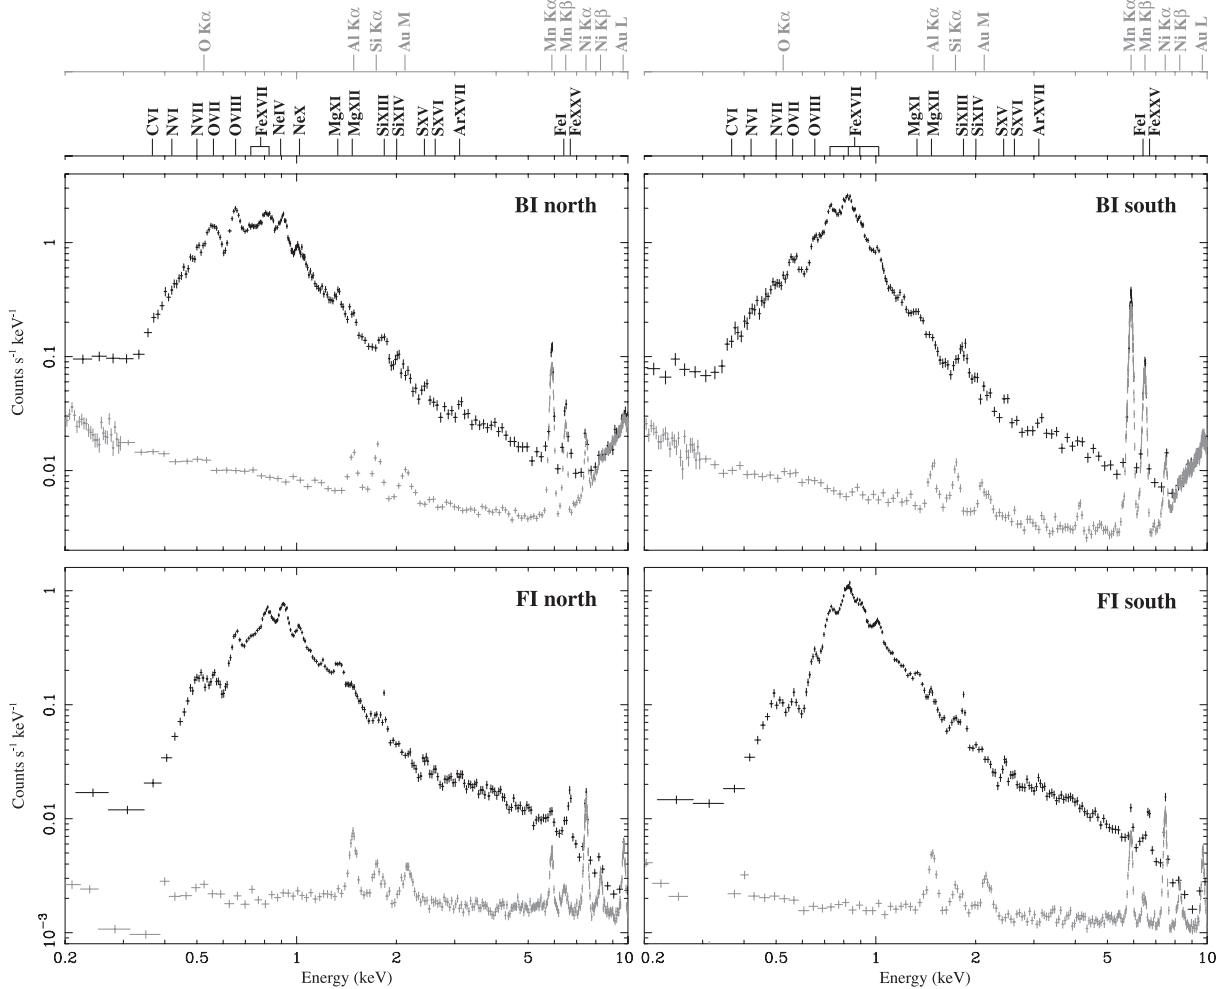 O Kα Al Kα Si Kα Au M Mn Kα Mn Kβ Ni Kα Ni Kβ Au L
O Kα Al Kα Si Kα Au M Mn Kα Mn Kβ Ni Kα Ni Kβ Au L
CVI NVI NVII OVII OVIII FeXVII NeIV NeX MgXI MgXII SiXIII SiXIV SXV SXVI ArXVII FeI FeXXV
CVI NVI NVII OVII OVIII FeXVII MgXI MgXII SiXIII SiXIV SXV SXVI ArXVII FeI FeXXV
BI north
BI south
Counts s⁻¹ keV⁻¹
1
0.1
0.01
FI north
FI south
Counts s⁻¹ keV⁻¹
1
0.1
0.01
10⁻³
0.2 0.5 1 2 5 10
0.2 0.5 1 2 5 10
Energy (keV)
Energy (keV)